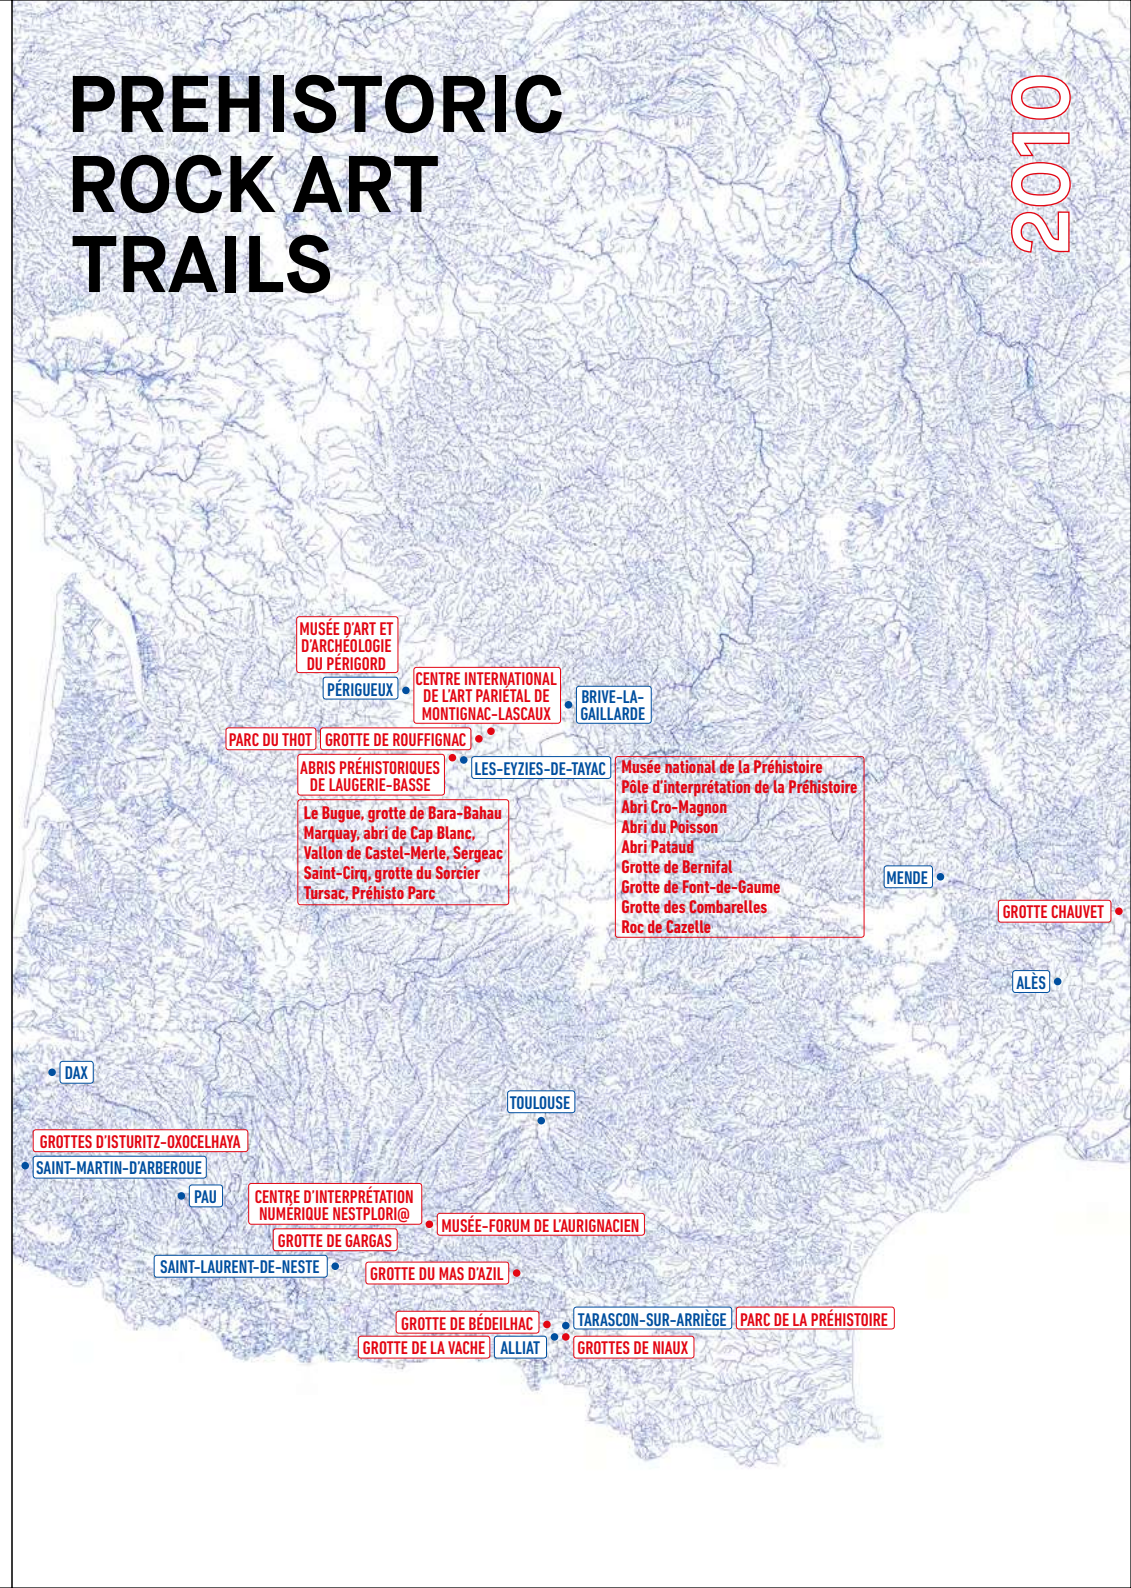 PREHISTORIC
ROCK ART
TRAILS
2010
MUSÉE D'ART ET
D'ARCHÉOLOGIE
DU PÉRIGORD
PÉRIGUEUX
CENTRE INTERNATIONAL
DE L'ART PARIÉTAL DE
MONTIGNAC-LASCAUX
BRIVE-LA-
GAILLARDE
PARC DU THOT
GROTTE DE ROUFFIGNAC
ABRIS PRÉHISTORIQUES
DE LAUGERIE-BASSE
LES-EYZIES-DE-TAYAC
Le Bugue, grotte de Bara-Bahau
Marquay, abri de Cap Blanc,
Vallon de Castel-Merle, Sergeac
Saint-Cirq, grotte du Sorcier
Tursac, Préhisto Parc
Musée national de la Préhistoire
Pôle d'interprétation de la Préhistoire
Abri Cro-Magnon
Abri du Poisson
Abri Pataud
Grotte de Bernifal
Grotte de Font-de-Gaume
Grotte des Combarelles
Roc de Cazelle
MENDE
GROTTE CHAUVET
ALÈS
DAX
TOULOUSE
GROTTES D'ISTURITZ-OXOCELHAYA
SAINT-MARTIN-D'ARBEROUE
PAU
CENTRE D'INTERPRÉTATION
NUMÉRIQUE NESTPLORI@
MUSÉE-FORUM DE L'AURIGNACIEN
GROTTE DE GARGAS
SAINT-LAURENT-DE-NESTE
GROTTE DU MAS D'AZIL
GROTTE DE BÉDEILHAC
TARASCON-SUR-ARRIÈGE
PARC DE LA PRÉHISTOIRE
GROTTE DE LA VACHE
ALLIAT
GROTTES DE NIAUX